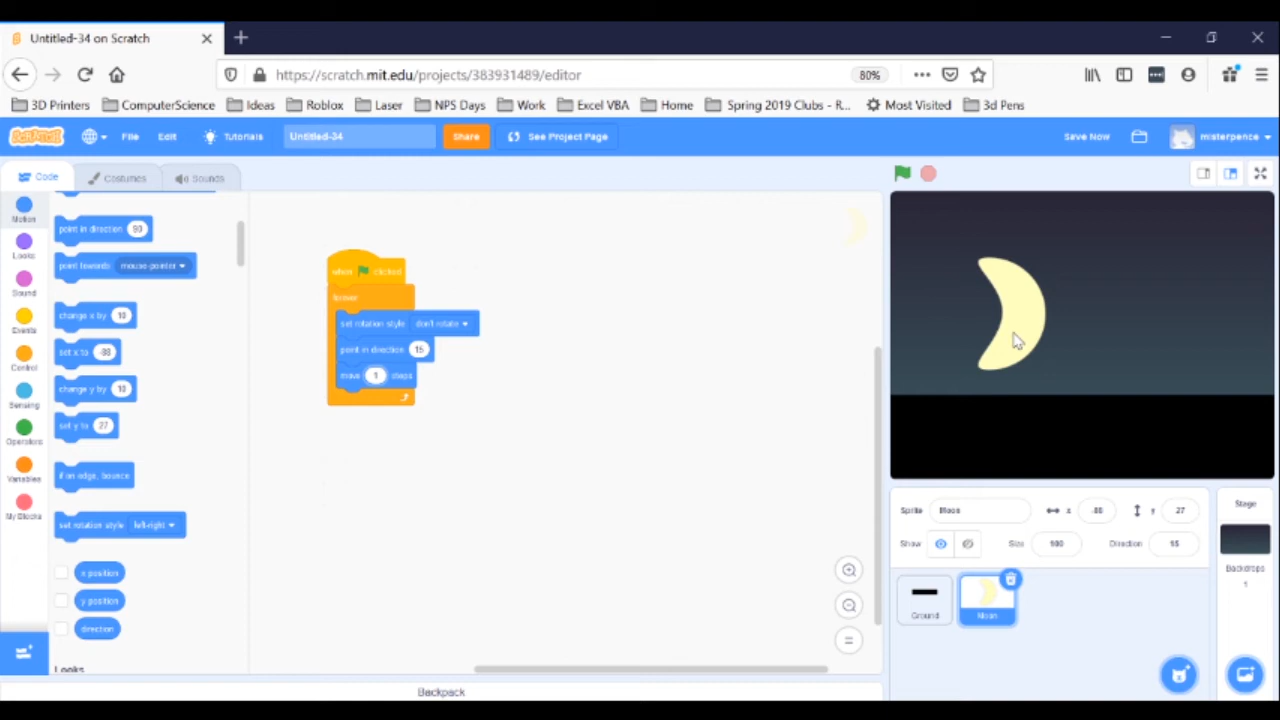 Untitled-34 on Scratch
https://scratch.mit.edu/projects/383931489/editor
80%
3D Printers ComputerScience Ideas Roblox Laser NPS Days Work Excel VBA Home Spring 2019 Clubs - R... Most Visited 3d Pens
SCRATCH File Edit Tutorials Untitled-34 Share See Project Page Save Now misterpence
Code Costumes Sounds
Motion
Looks
Sound
Events
Control
Sensing
Operators
Variables
My Blocks
point in direction 90
point towards mouse-pointer
change x by 10
set x to -88
change y by 10
set y to 27
if on edge, bounce
set rotation style left-right
x position
y position
direction
Looks
when clicked
forever
set rotation style don't rotate
point in direction 15
move 1 steps
Sprite Moon x -88 y 27
Show Size 100 Direction 15
Ground Moon
Stage
Backdrops
1
Backpack